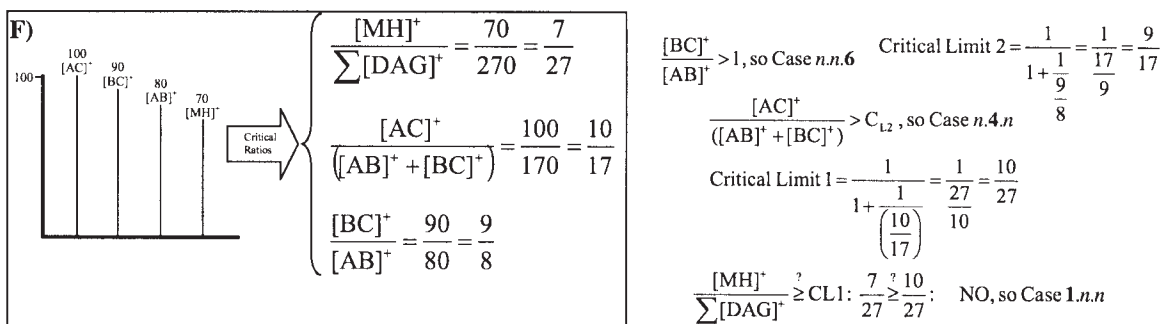 F)
100
[AC]⁺
90
[BC]⁺
80
[AB]⁺
70
[MH]⁺
100
Critical
Ratios
[MH]⁺ / ∑[DAG]⁺ = 70/270 = 7/27
[AC]⁺ / ([AB]⁺ + [BC]⁺) = 100/170 = 10/17
[BC]⁺ / [AB]⁺ = 90/80 = 9/8
[BC]⁺ / [AB]⁺ > 1, so Case n.n.6 Critical Limit 2 = 1 / (1 + 1/(9/8)) = 1/(17/9) = 9/17
[AC]⁺ / ([AB]⁺ + [BC]⁺) > C_L2, so Case n.4.n
Critical Limit 1 = 1 / (1 + 1/(10/17)) = 1/(27/10) = 10/27
[MH]⁺ / ∑[DAG]⁺ ≥? CL1: 7/27 ≥? 10/27: NO, so Case 1.n.n